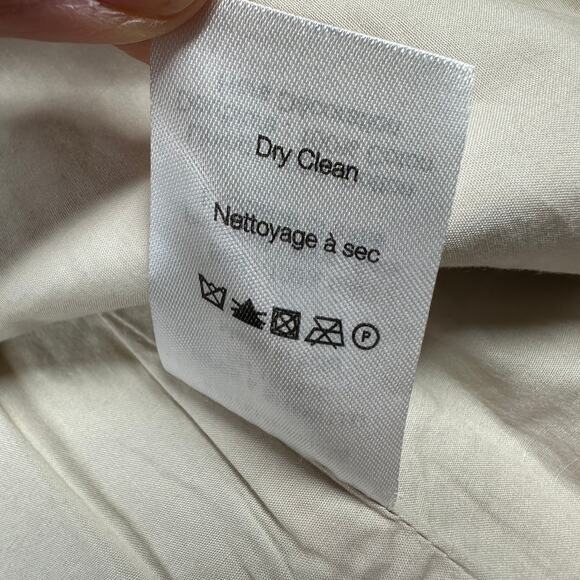 Dry Clean
Nettoyage à sec
P